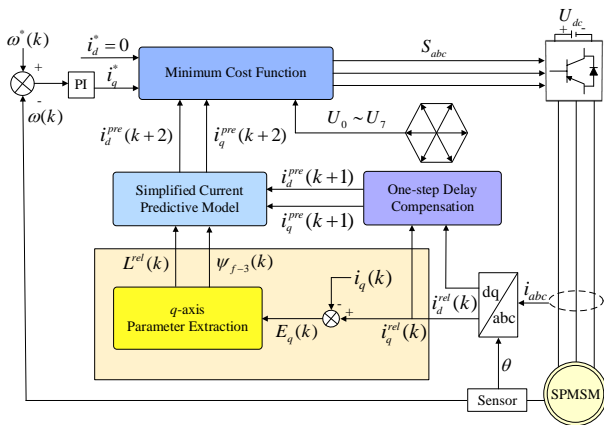 ω*(k)
i_d^*=0
U_dc
+ -
S_abc
Minimum Cost Function
+
PI
i_q^*
-
ω(k)
U_0 ~ U_7
i_d^pre(k+2)
i_q^pre(k+2)
i_d^pre(k+1)
Simplified Current
Predictive Model
One-step Delay
Compensation
i_q^pre(k+1)
L^rel(k)
ψ_f-3(k)
i_q(k)
i_d^rel(k)
dq
abc
i_abc
-
+
q-axis
Parameter Extraction
E_q(k)
i_q^rel(k)
θ
Sensor
SPMSM